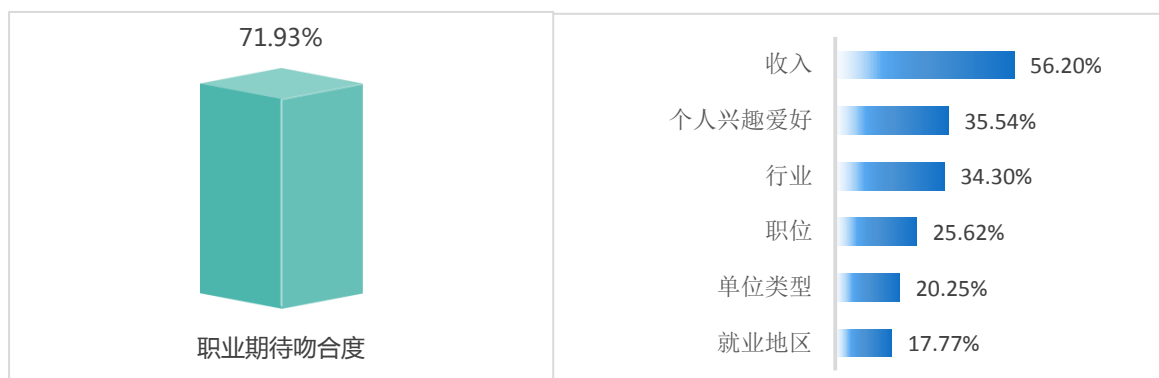 71.93%
职业期待吻合度
收入 56.20%
个人兴趣爱好 35.54%
行业 34.30%
职位 25.62%
单位类型 20.25%
就业地区 17.77%